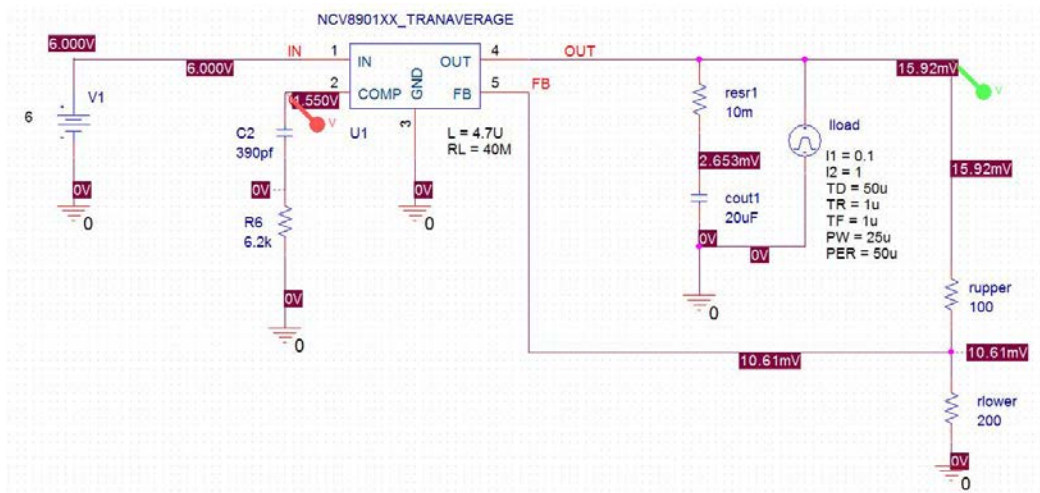 NCV8901XX_TRANAVERAGE
6.000V
IN
1
4
OUT
6.000V
IN
OUT
15.92mV
V
2
COMP
GND
FB
5
FB
V1
1.550V
V
resr1
10m
Iload
6
C2
390pf
U1
3
L = 4.7U
RL = 40M
I1 = 0.1
I2 = 1
TD = 50u
TR = 1u
TF = 1u
PW = 25u
PER = 50u
2.653mV
15.92mV
0V
0V
cout1
20uF
0
R6
6.2k
0
0V
0V
rupper
100
0V
0
0
10.61mV
10.61mV
rlower
200
0V
0